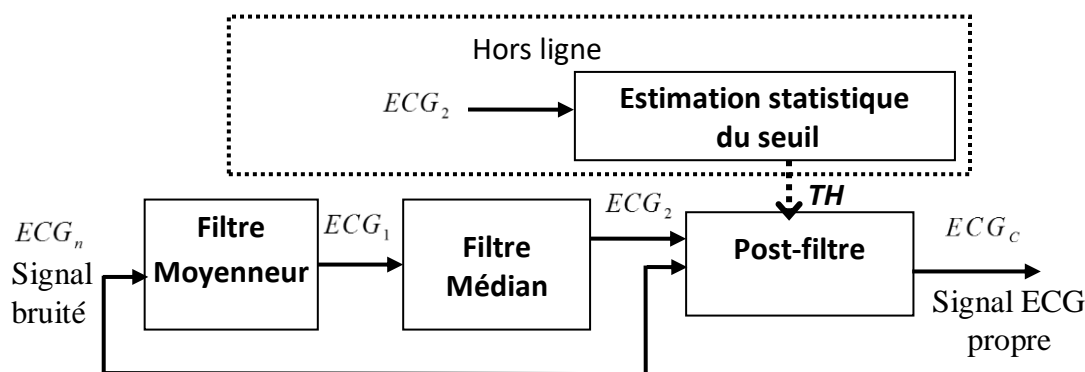 Hors ligne
ECG₂
Estimation statistique
du seuil
TH
ECGₙ
Signal
bruité
Filtre
Moyenneur
ECG₁
Filtre
Médian
ECG₂
Post-filtre
ECG_C
Signal ECG
propre